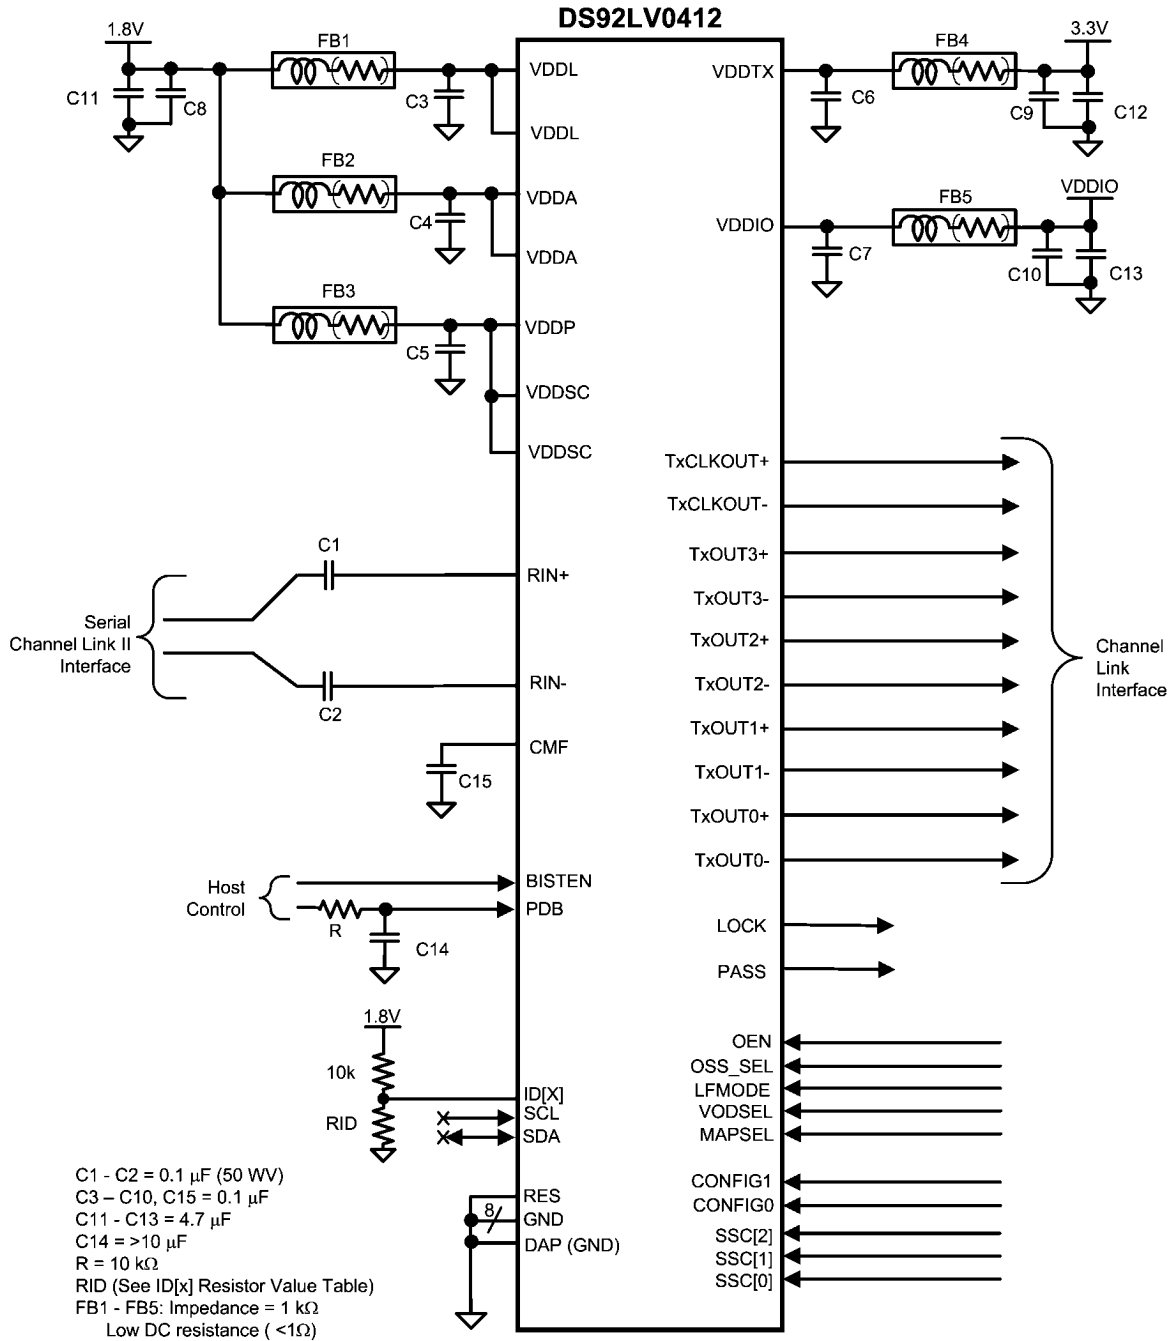 DS92LV0412
1.8V
FB1
C11
C8
C3
VDDL
VDDL
FB2
C4
VDDA
VDDA
FB3
C5
VDDP
VDDSC
VDDSC
VDDTX
C6
FB4
3.3V
C9
C12
VDDIO
C7
FB5
VDDIO
C10
C13
Serial
Channel Link II
Interface
C1
RIN+
C2
RIN-
CMF
C15
TxCLKOUT+
TxCLKOUT-
TxOUT3+
TxOUT3-
TxOUT2+
TxOUT2-
TxOUT1+
TxOUT1-
TxOUT0+
TxOUT0-
Channel
Link
Interface
Host
Control
BISTEN
PDB
R
C14
LOCK
PASS
1.8V
10k
RID
ID[X]
SCL
SDA
OEN
OSS_SEL
LFMODE
VODSEL
MAPSEL
CONFIG1
CONFIG0
SSC[2]
SSC[1]
SSC[0]
RES
8
GND
DAP (GND)
C1 - C2 = 0.1 μF (50 WV)
C3 – C10, C15 = 0.1 μF
C11 - C13 = 4.7 μF
C14 = >10 μF
R = 10 kΩ
RID (See ID[x] Resistor Value Table)
FB1 - FB5: Impedance = 1 kΩ
Low DC resistance ( <1Ω)